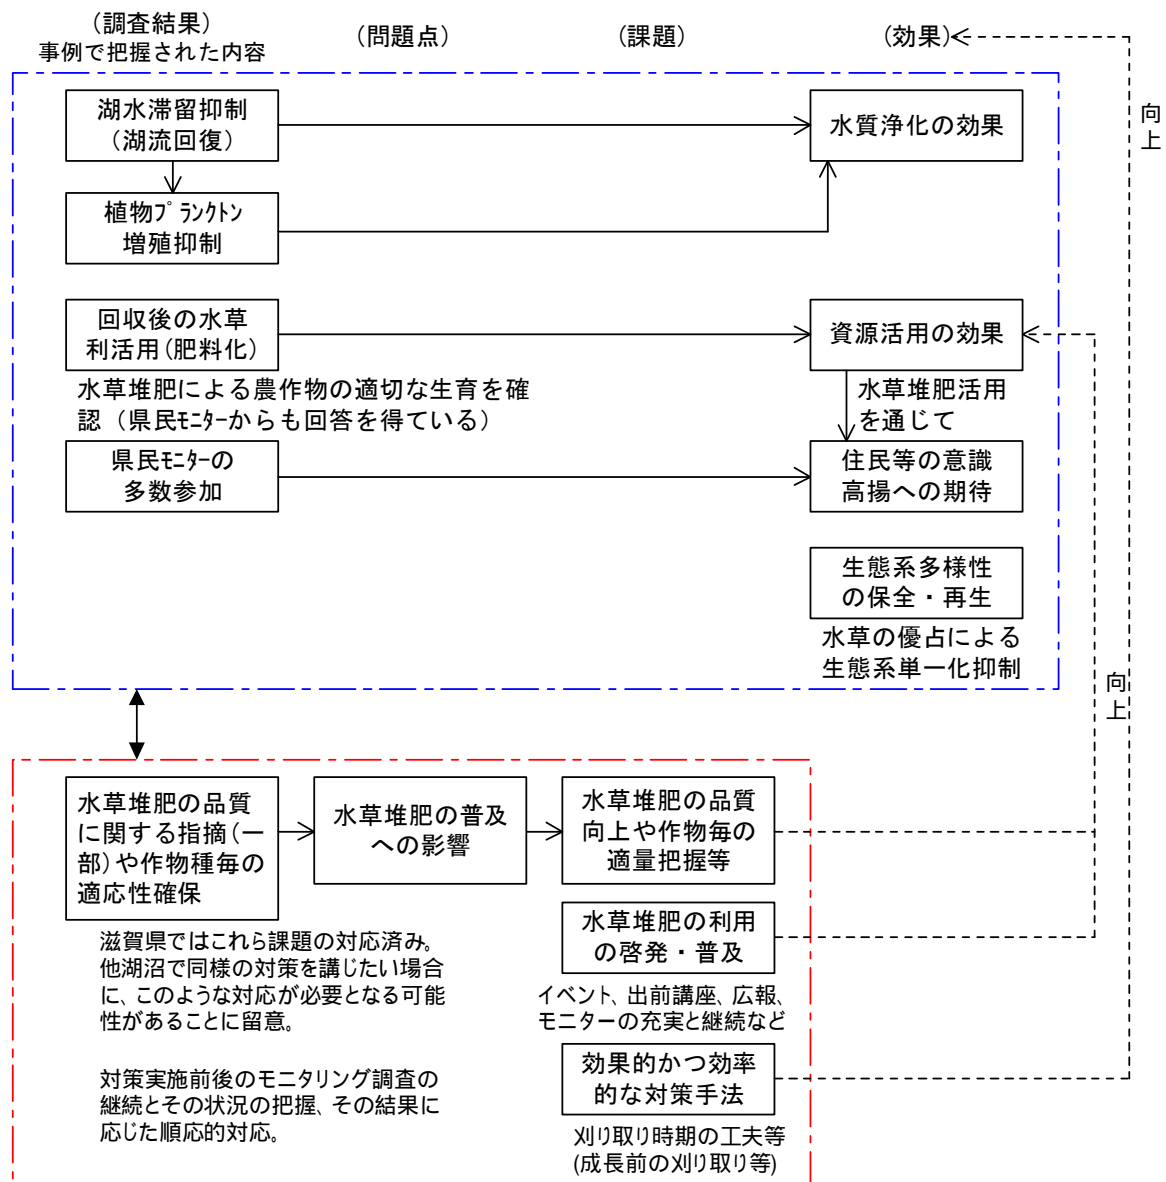 (調査結果)
事例で把握された内容
(問題点)
(課題)
(効果)
向
上
湖水滞留抑制
(湖流回復)
水質浄化の効果
植物プランクトン
増殖抑制
回収後の水草
利活用(肥料化)
資源活用の効果
水草堆肥による農作物の適切な生育を確
認(県民モニターからも回答を得ている)
水草堆肥活用
を通じて
県民モニターの
多数参加
住民等の意識
高揚への期待
生態系多様性
の保全・再生
水草の優占による
生態系単一化抑制
向
上
水草堆肥の品質
に関する指摘(一
部)や作物種毎の
適応性確保
水草堆肥の普及
への影響
水草堆肥の品質
向上や作物毎の
適量把握等
滋賀県ではこれら課題の対応済み。
他湖沼で同様の対策を講じたい場合
に、このような対応が必要となる可能
性があることに留意。
水草堆肥の利用
の啓発・普及
イベント、出前講座、広報、
モニターの充実と継続など
対策実施前後のモニタリング調査の
継続とその状況の把握、その結果に
応じた順応的対応。
効果的かつ効率
的な対策手法
刈り取り時期の工夫等
(成長前の刈り取り等)